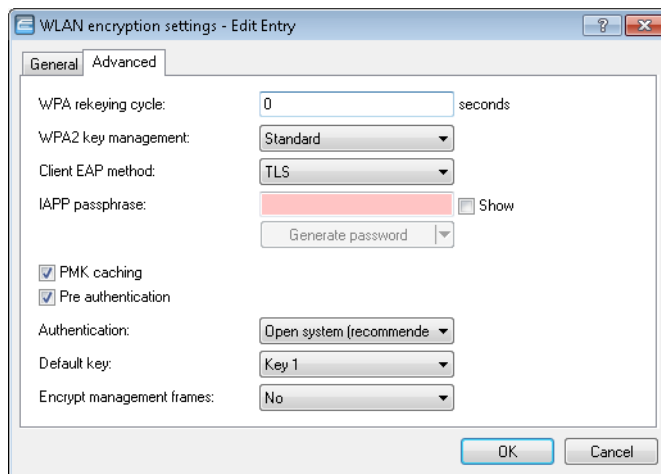 WLAN encryption settings - Edit Entry
General Advanced
WPA rekeying cycle: 0 seconds
WPA2 key management: Standard
Client EAP method: TLS
IAPP passphrase: Show
Generate password
PMK caching
Pre authentication
Authentication: Open system (recommende
Default key: Key 1
Encrypt management frames: No
OK Cancel